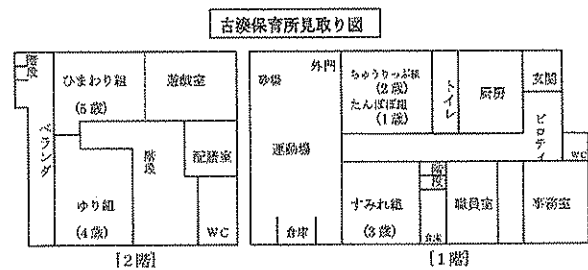 古湊保育所見取り図
階段
ひまわり組
(5歳)
遊戯室
ベランダ
階段
配膳室
ゆり組
(4歳)
WC
[2階]
砂場
外門
ちゅうりっぷ組
(2歳)
たんぽぽ組
(1歳)
トイレ
厨房
玄関
ピロティ
運動場
WC
階段
すみれ組
(3歳)
職員室
事務室
倉庫
倉庫
[1階]